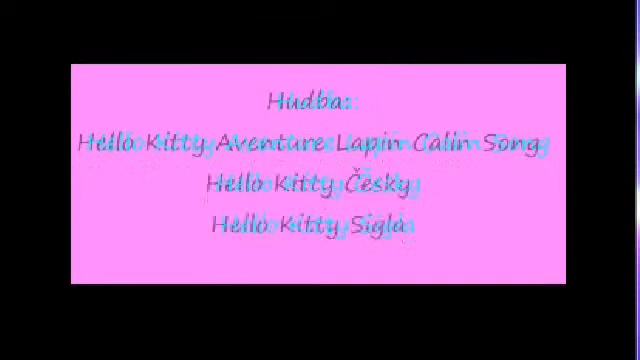 Hudba:
Hello Kitty Aventure Lapin Calin Song
Hello Kitty Česky
Hello Kitty Sigla